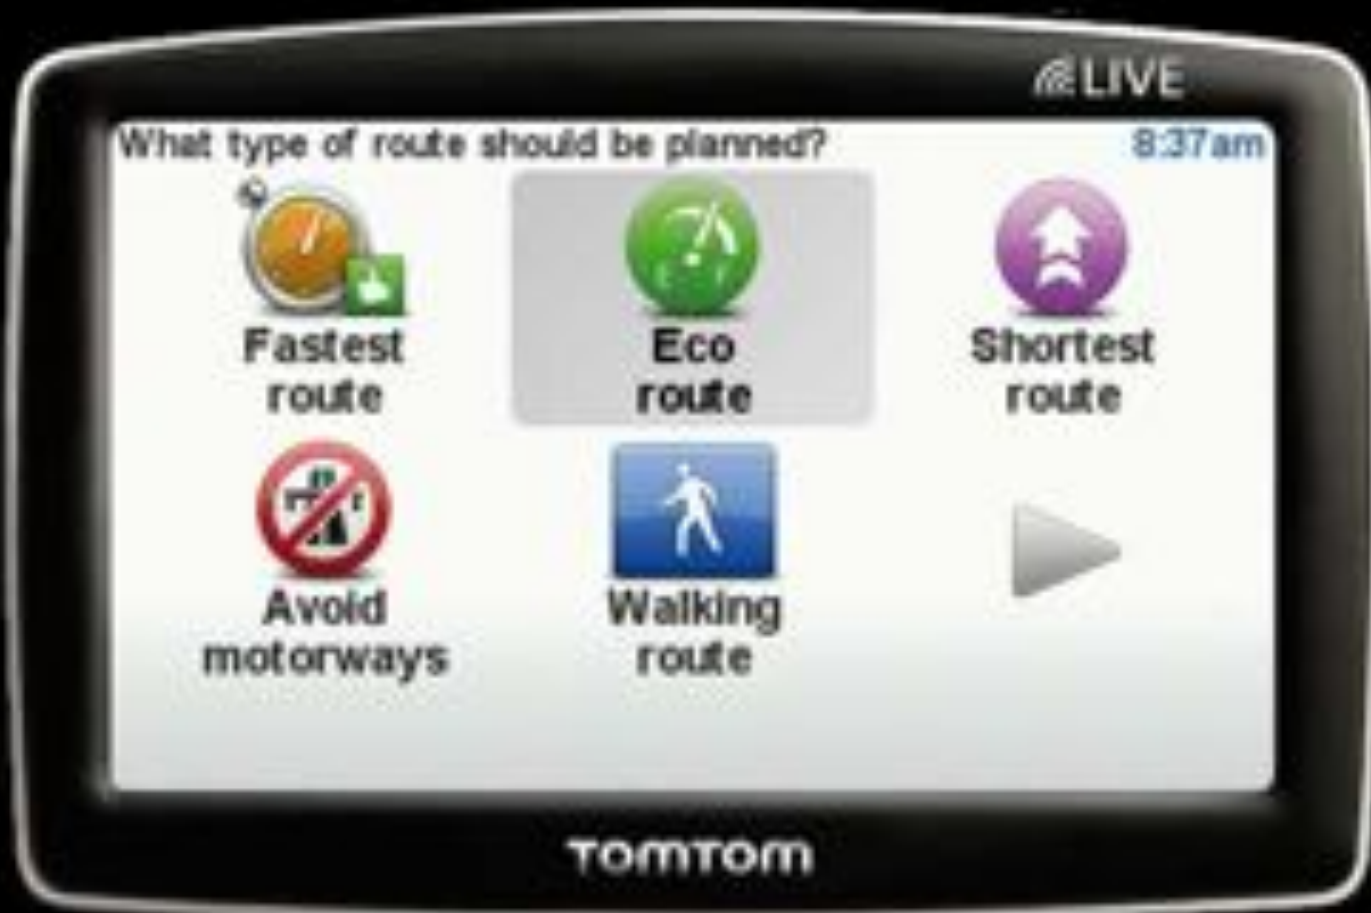 LIVE
What type of route should be planned? 8:37am
Fastest
route
Eco
route
Shortest
route
Avoid
motorways
Walking
route
TOMTOM